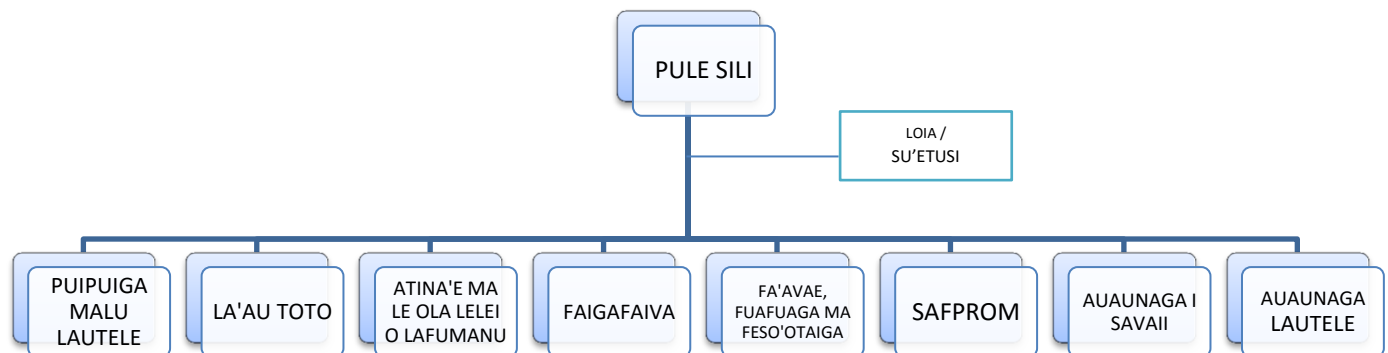 PULE SILI
LOIA /
SU’ETUSI
PUIPUIGA
MALU
LAUTELE
LA'AU TOTO
ATINA'E MA
LE OLA LELEI
O LAFUMANU
FAIGAFAIVA
FA'AVAE,
FUAFUAGA MA
FESO'OTAIGA
SAFPROM
AUAUNAGA I
SAVAII
AUAUNAGA
LAUTELE